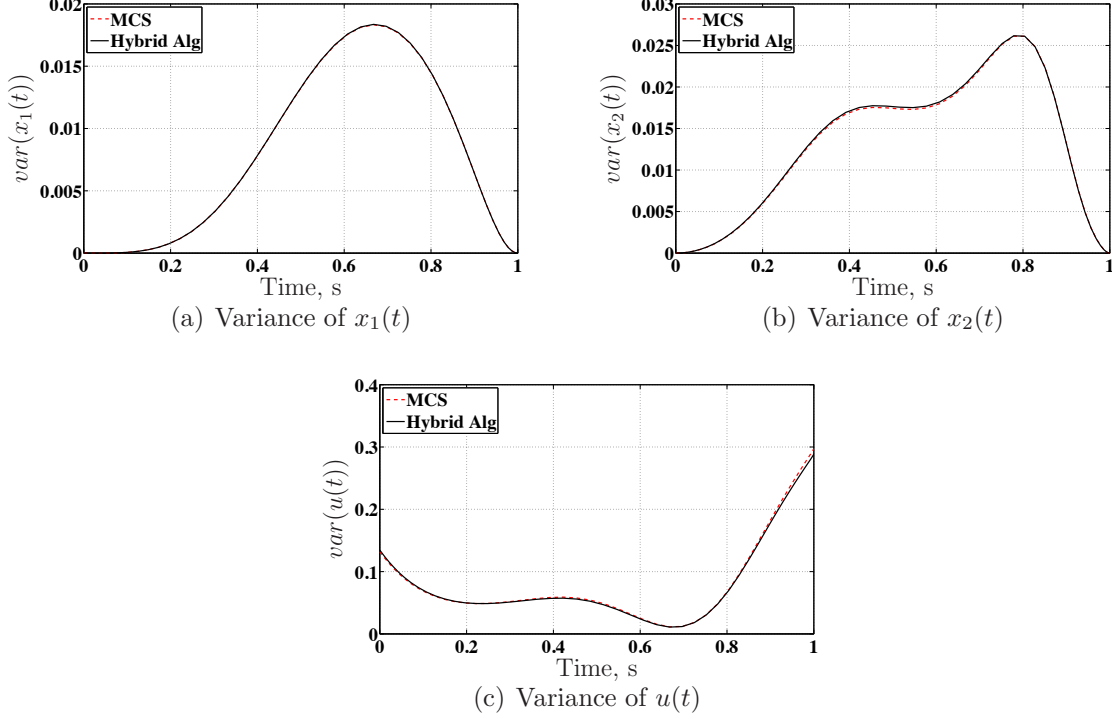 0.02
0.015
0.01
0.005
0
var(x₁(t))
MCS
Hybrid Alg
0 0.2 0.4 0.6 0.8 1
Time, s
(a) Variance of x₁(t)
0.03
0.025
0.02
0.015
0.01
0.005
0
var(x₂(t))
MCS
Hybrid Alg
0 0.2 0.4 0.6 0.8 1
Time, s
(b) Variance of x₂(t)
0.4
0.3
0.2
0.1
0
var(u(t))
MCS
Hybrid Alg
0 0.2 0.4 0.6 0.8 1
Time, s
(c) Variance of u(t)